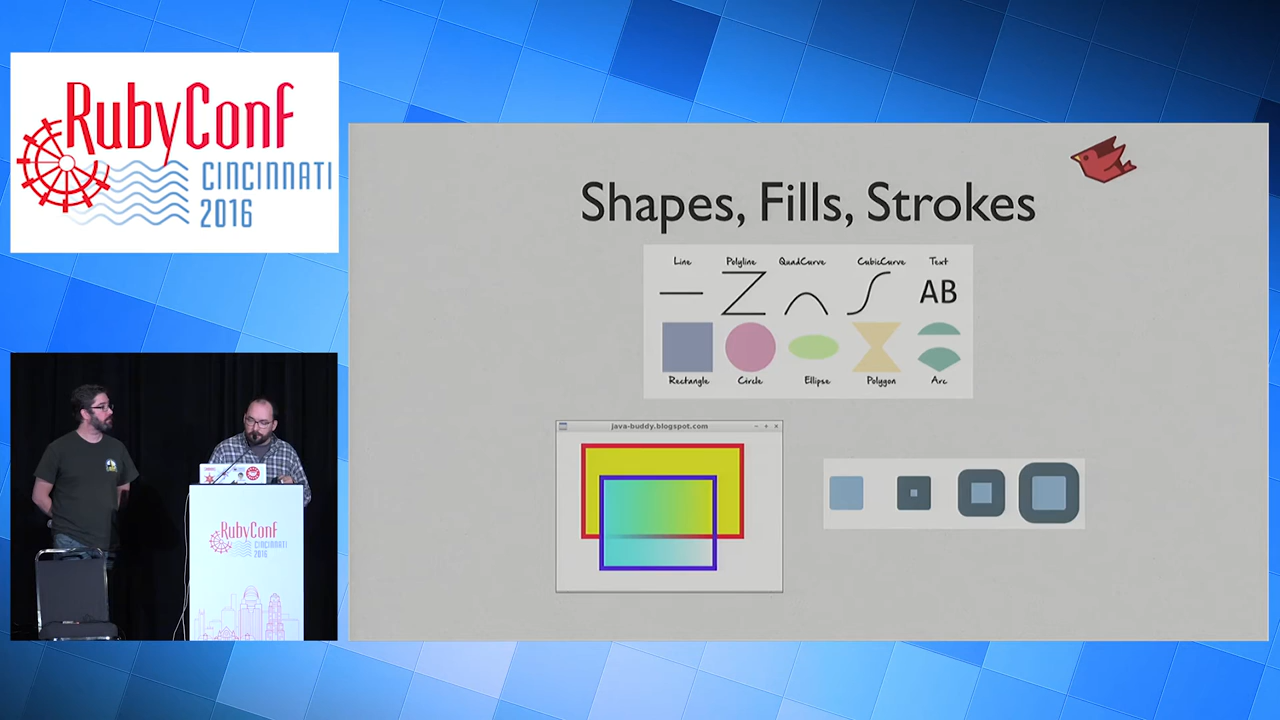 RubyConf
CINCINNATI
2016
Shapes, Fills, Strokes
Line Polyline QuadCurve CubicCurve Text
AB
Rectangle Circle Ellipse Polygon Arc
java-buddy.blogspot.com
RubyConf
CINCINNATI
2016